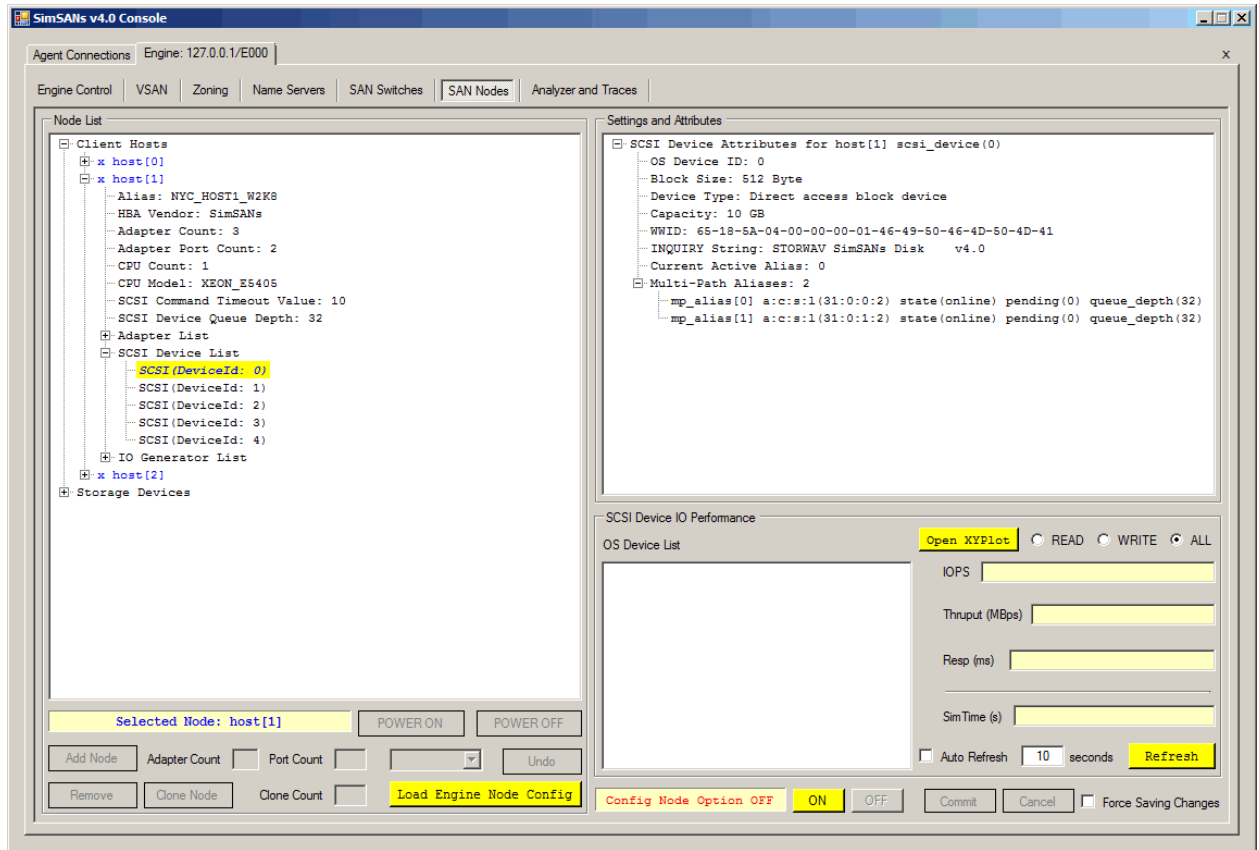 SimSANs v4.0 Console
Agent Connections
Engine: 127.0.0.1/E000
x
Engine Control
VSAN
Zoning
Name Servers
SAN Switches
SAN Nodes
Analyzer and Traces
Node List
Client Hosts
x host[0]
x host[1]
Alias: NYC_HOST1_W2K8
HBA Vendor: SimSANs
Adapter Count: 3
Adapter Port Count: 2
CPU Count: 1
CPU Model: XEON_E5405
SCSI Command Timeout Value: 10
SCSI Device Queue Depth: 32
Adapter List
SCSI Device List
SCSI(DeviceId: 0)
SCSI(DeviceId: 1)
SCSI(DeviceId: 2)
SCSI(DeviceId: 3)
SCSI(DeviceId: 4)
IO Generator List
x host[2]
Storage Devices
Selected Node: host[1]
POWER ON
POWER OFF
Add Node
Adapter Count
Port Count
Undo
Remove
Clone Node
Clone Count
Load Engine Node Config
Settings and Attributes
SCSI Device Attributes for host[1] scsi_device(0)
OS Device ID: 0
Block Size: 512 Byte
Device Type: Direct access block device
Capacity: 10 GB
WWID: 65-18-5A-04-00-00-00-01-46-49-50-46-4D-50-4D-41
INQUIRY String: STORWAV SimSANs Disk    v4.0
Current Active Alias: 0
Multi-Path Aliases: 2
mp_alias[0] a:c:s:l(31:0:0:2) state(online) pending(0) queue_depth(32)
mp_alias[1] a:c:s:l(31:0:1:2) state(online) pending(0) queue_depth(32)
SCSI Device IO Performance
OS Device List
Open XYPlot
READ
WRITE
ALL
IOPS
Thruput (MBps)
Resp (ms)
SimTime (s)
Auto Refresh
10
seconds
Refresh
Config Node Option OFF
ON
OFF
Commit
Cancel
Force Saving Changes